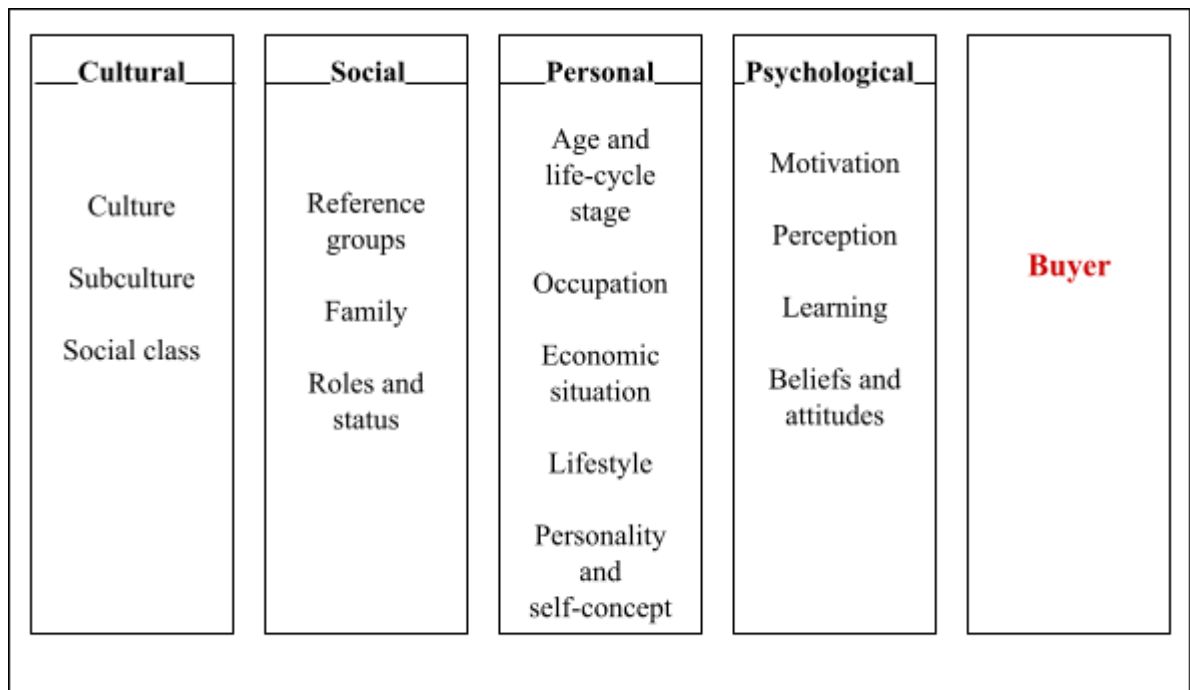 Cultural
Culture
Subculture
Social class
Social
Reference
groups
Family
Roles and
status
Personal
Age and
life-cycle
stage
Occupation
Economic
situation
Lifestyle
Personality
and
self-concept
Psychological
Motivation
Perception
Learning
Beliefs and
attitudes
Buyer